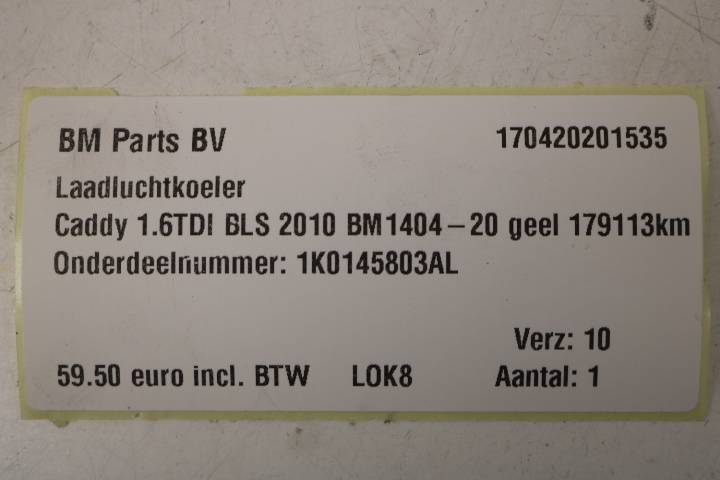 BM Parts BV 170420201535
Laadluchtkoeler
Caddy 1.6TDI BLS 2010 BM1404-20 geel 179113km
Onderdeelnummer: 1K0145803AL
Verz: 10
59.50 euro incl. BTW LOK8 Aantal: 1